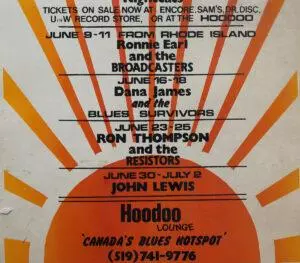 TICKETS ON SALE NOW AT ENCORE, SAM'S, DR. DISC,
U of W RECORD STORE, OR AT THE HOODOO
JUNE 9-11 FROM RHODE ISLAND
Ronnie Earl
and the
BROADCASTERS
JUNE 16-18
Dana James
and the
BLUES SURVIVORS
JUNE 23-25
RON THOMPSON
and the
RESISTORS
JUNE 30-JULY 2
JOHN LEWIS
Hoodoo
LOUNGE
'CANADA'S BLUES HOTSPOT'
(519) 741-9776